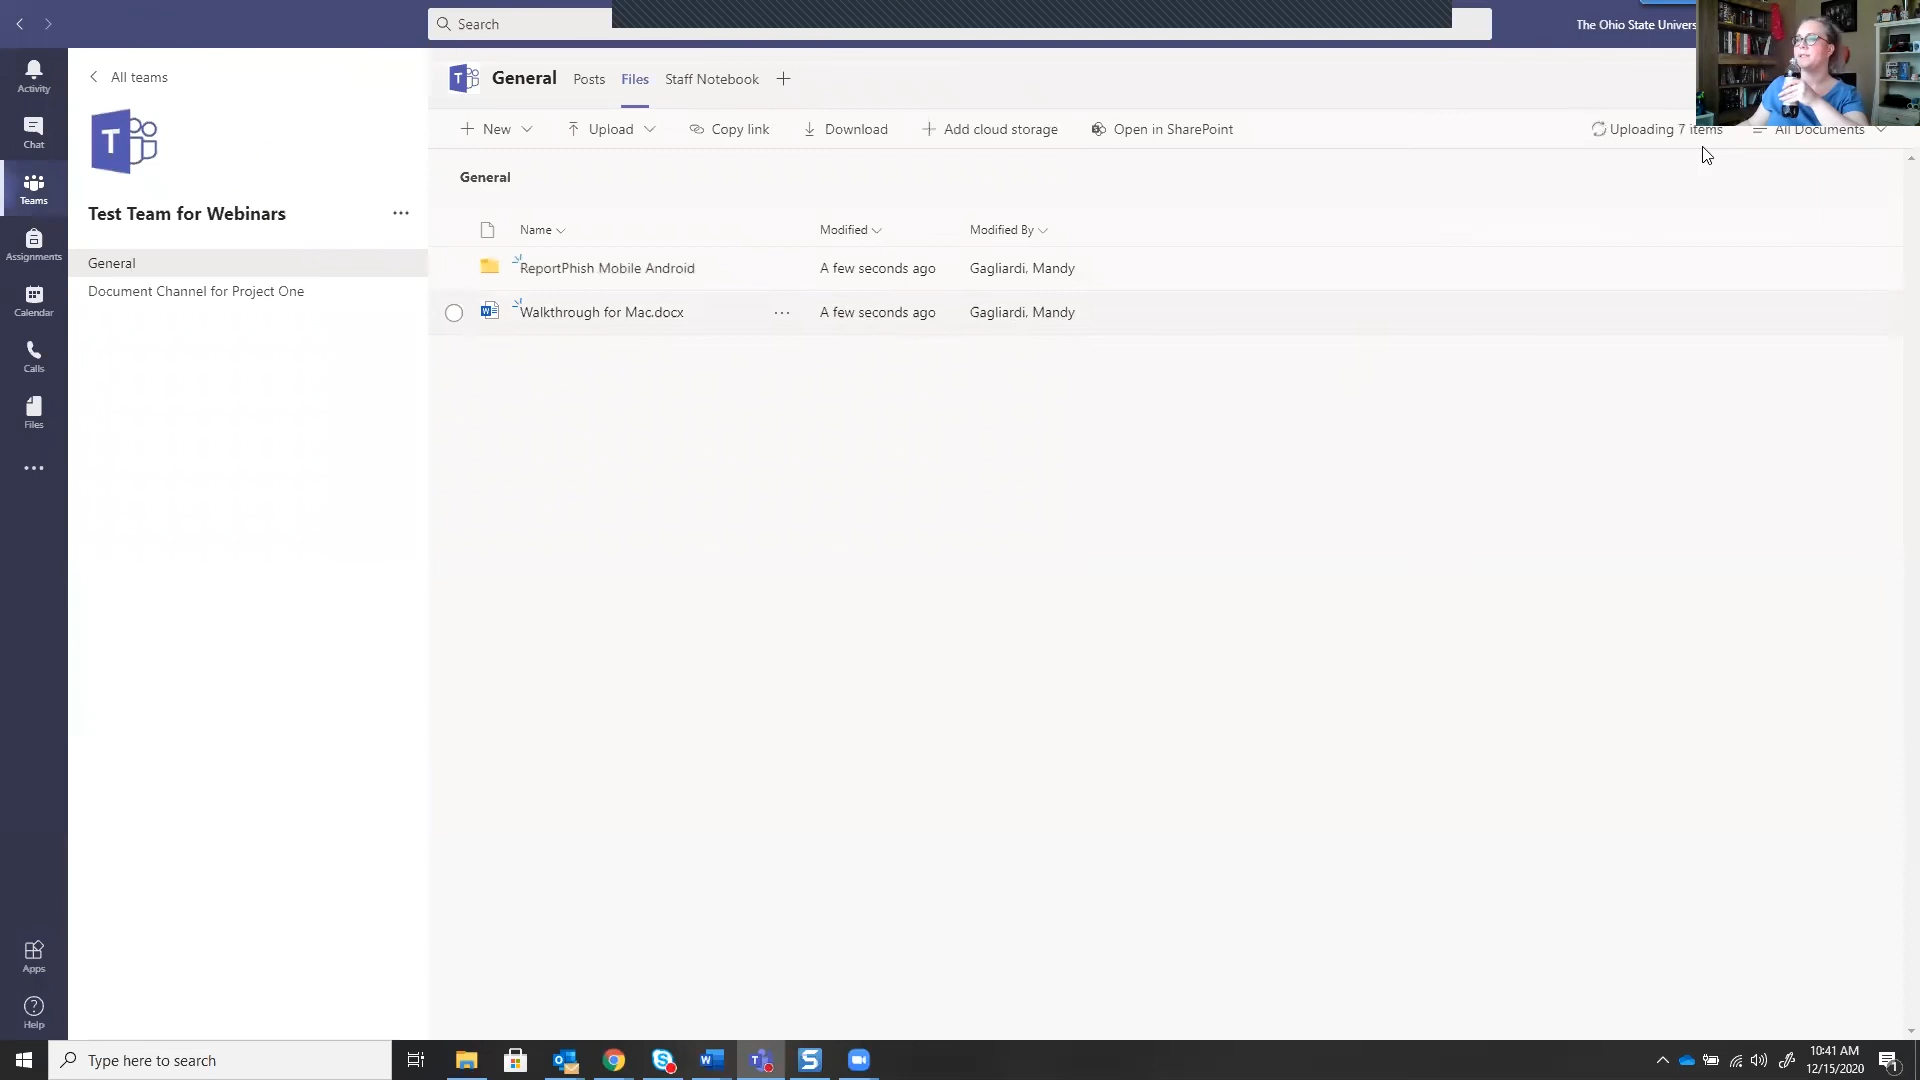 Search
The Ohio State Univers
Activity
Chat
Teams
Assignments
Calendar
Calls
Files
Apps
Help
All teams
T
Test Team for Webinars
General
Document Channel for Project One
T General Posts Files Staff Notebook
New Upload Copy link Download Add cloud storage Open in SharePoint Uploading 7 items All Documents
General
Name Modified Modified By
ReportPhish Mobile Android A few seconds ago Gagliardi, Mandy
Walkthrough for Mac.docx A few seconds ago Gagliardi, Mandy
Type here to search
10:41 AM
12/15/2020
1